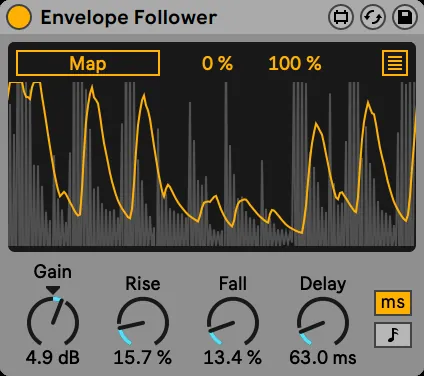 Envelope Follower
Map 0 % 100 %
Gain Rise Fall Delay
ms
4.9 dB 15.7 % 13.4 % 63.0 ms